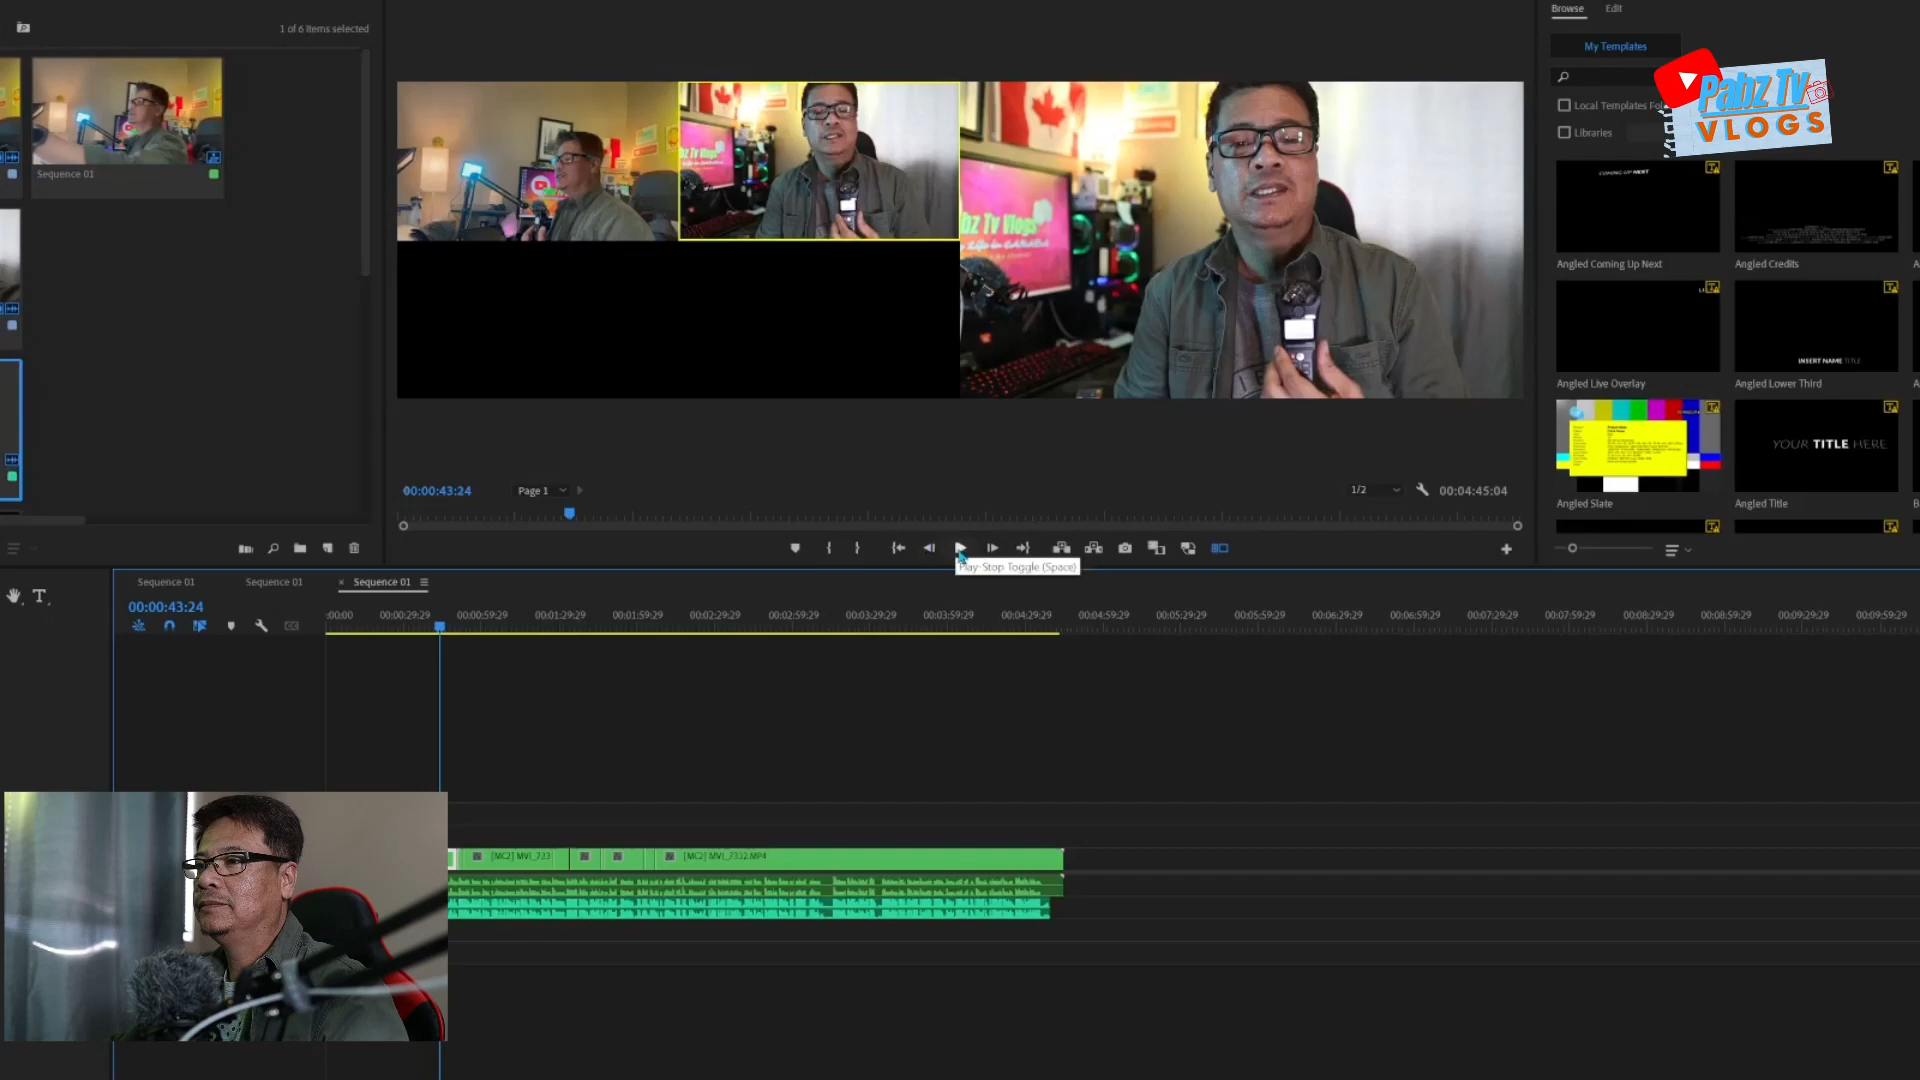 Browse
Edit
1 of 6 items selected
My Templates
Pabz TV
VLOGS
Local Templates Fol
Libraries
Sequence 01
bz Tv Vlogs
COMING UP NEXT
Angled Coming Up Next
Angled Credits
INSERT NAME TITLE
Angled Live Overlay
Angled Lower Third
YOUR TITLE HERE
Angled Slate
Angled Title
00:00:43:24
Page 1
1/2
00:04:45:04
Play-Stop Toggle (Space)
Sequence 01
Sequence 01
× Sequence 01
00:00:43:24
:00:00
00:00:29:29
00:00:59:29
00:01:29:29
00:01:59:29
00:02:29:29
00:02:59:29
00:03:29:29
00:03:59:29
00:04:29:29
00:04:59:29
00:05:29:29
00:05:59:29
00:06:29:29
00:06:59:29
00:07:29:29
00:07:59:29
00:08:29:29
00:08:59:29
00:09:29:29
00:09:59:29
[MC2] MVI_733
[MC2] MVI_7332.MP4